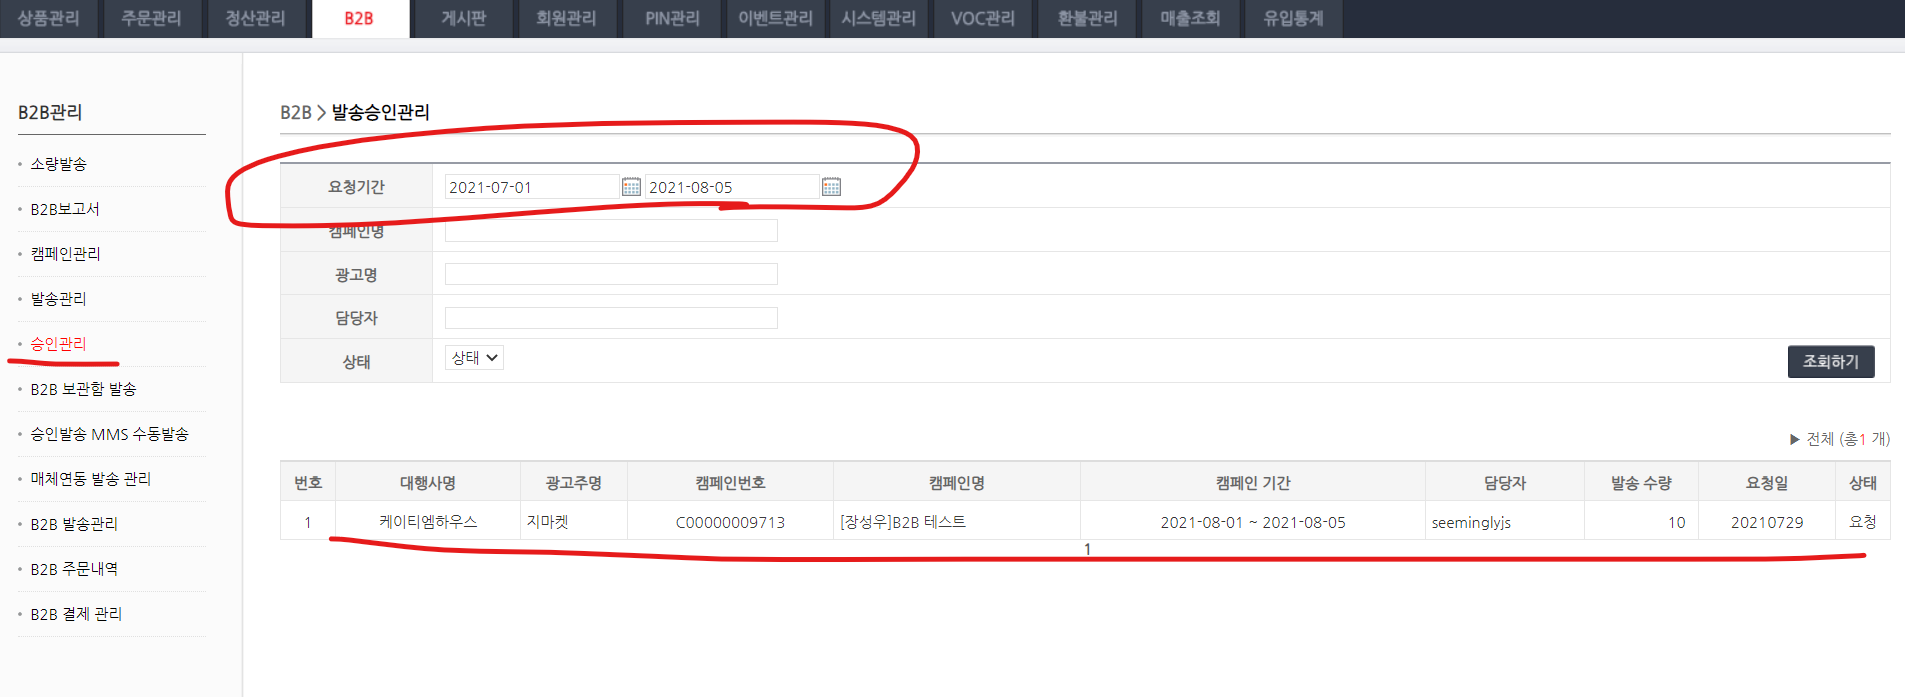 상품관리 주문관리 정산관리 B2B 게시판 회원관리 PIN관리 이벤트관리 시스템관리 VOC관리 환불관리 매출조회 유입통계
B2B관리
소량발송
B2B보고서
캠페인관리
발송관리
승인관리
B2B 보관함 발송
승인발송 MMS 수동발송
매체연동 발송 관리
B2B 발송관리
B2B 주문내역
B2B 결제 관리
B2B > 발송승인관리
요청기간 2021-07-01 2021-08-05
캠페인명
광고명
담당자
상태 상태
조회하기
▶ 전체 (총1 개)
번호 대행사명 광고주명 캠페인번호 캠페인명 캠페인 기간 담당자 발송 수량 요청일 상태
1 케이티엠하우스 지마켓 C00000009713 [장성우]B2B 테스트 2021-08-01 ~ 2021-08-05 seeminglyjs 10 20210729 요청
1